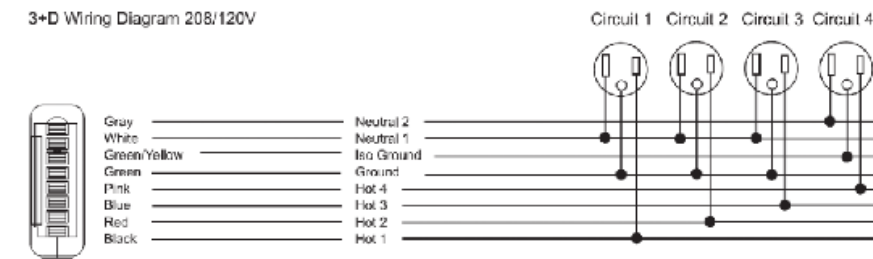 3+D Wiring Diagram 208/120V
Circuit 1 Circuit 2 Circuit 3 Circuit 4
Gray Neutral 2
White Neutral 1
Green/Yellow Iso Ground
Green Ground
Pink Hot 4
Blue Hot 3
Red Hot 2
Black Hot 1